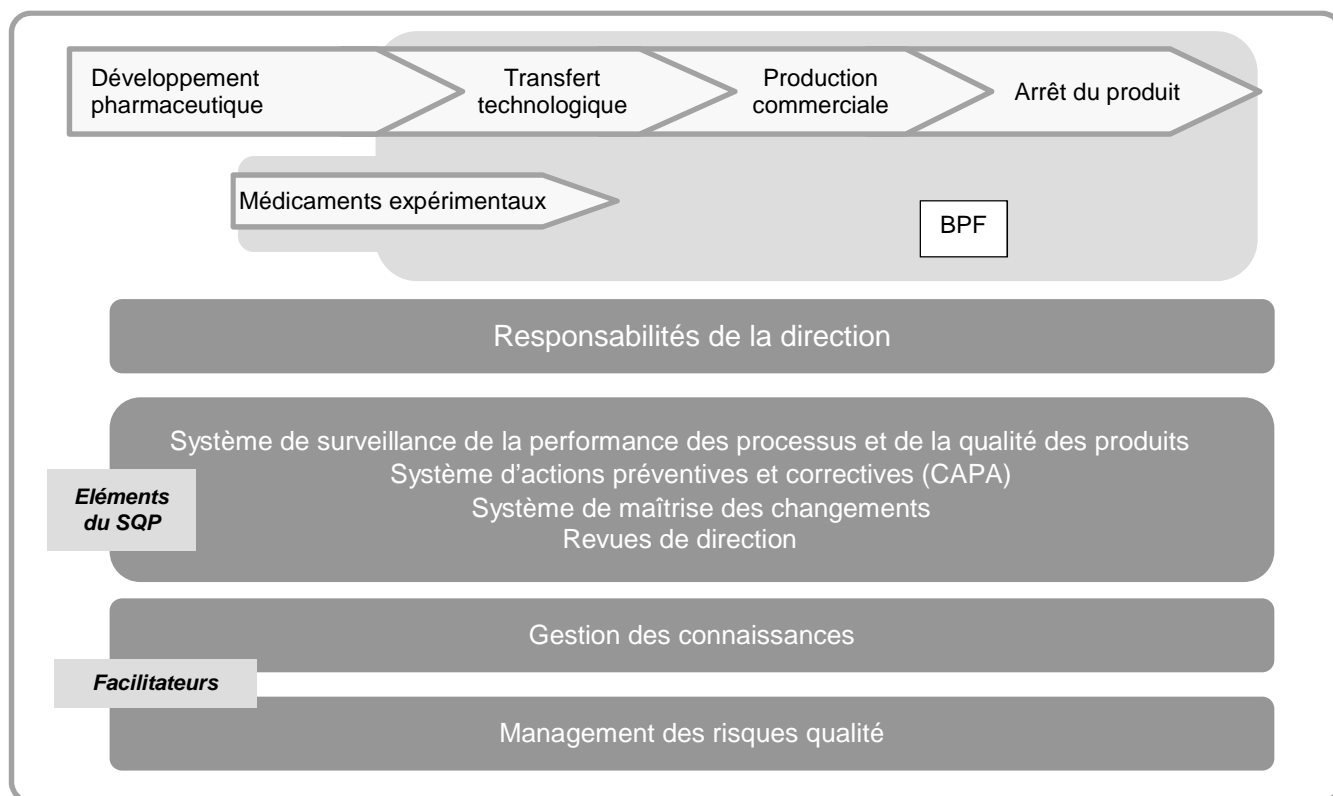 Développement
pharmaceutique
Transfert
technologique
Production
commerciale
Arrêt du produit
Médicaments expérimentaux
BPF
Responsabilités de la direction
Système de surveillance de la performance des processus et de la qualité des produits
Système d’actions préventives et correctives (CAPA)
Système de maîtrise des changements
Revues de direction
Eléments
du SQP
Gestion des connaissances
Facilitateurs
Management des risques qualité